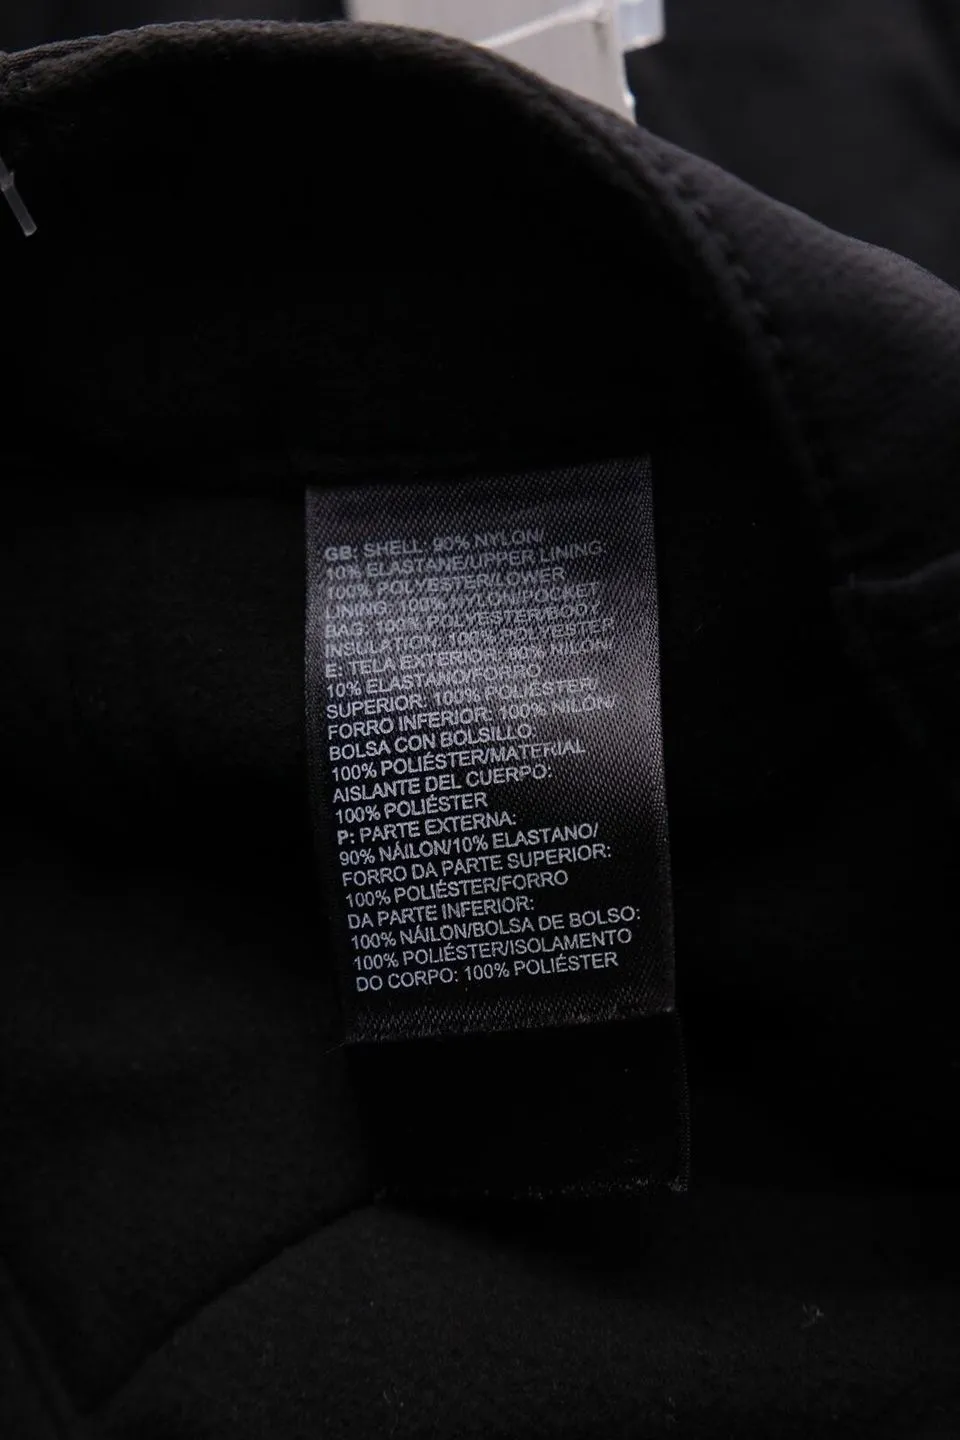 GB: SHELL: 90% NYLON/
10% ELASTANE/UPPER LINING:
100% POLYESTER/LOWER
LINING: 100% NYLON/POCKET
BAG: 100% POLYESTER/BODY
INSULATION: 100% POLYESTER
E: TELA EXTERIOR: 90% NILÓN/
10% ELASTANO/FORRO
SUPERIOR: 100% POLIÉSTER,
FORRO INFERIOR: 100% NILÓN/
BOLSA CON BOLSILLO:
100% POLIÉSTER/MATERIAL
AISLANTE DEL CUERPO:
100% POLIÉSTER
P: PARTE EXTERNA:
90% NÁILON/10% ELASTANO/
FORRO DA PARTE SUPERIOR:
100% POLIÉSTER/FORRO
DA PARTE INFERIOR:
100% NÁILON/BOLSA DE BOLSO:
100% POLIÉSTER/ISOLAMENTO
DO CORPO: 100% POLIÉSTER